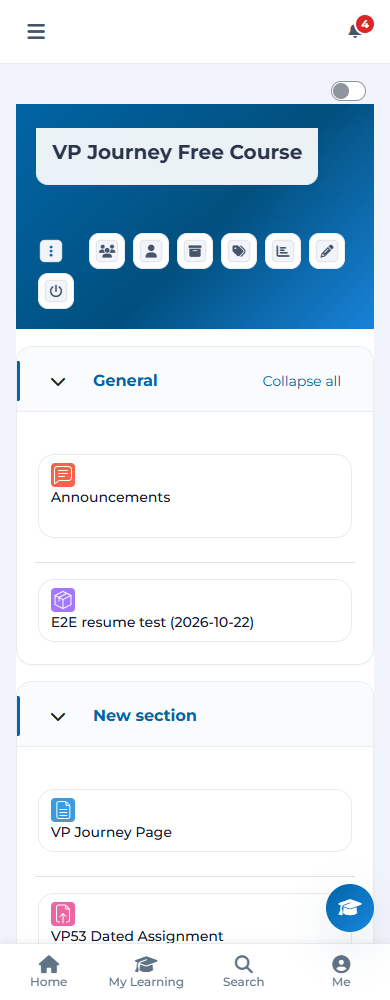 4
VP Journey Free Course
General
Collapse all
Announcements
E2E resume test (2026-10-22)
New section
VP Journey Page
VP53 Dated Assignment
Home
My Learning
Search
Me